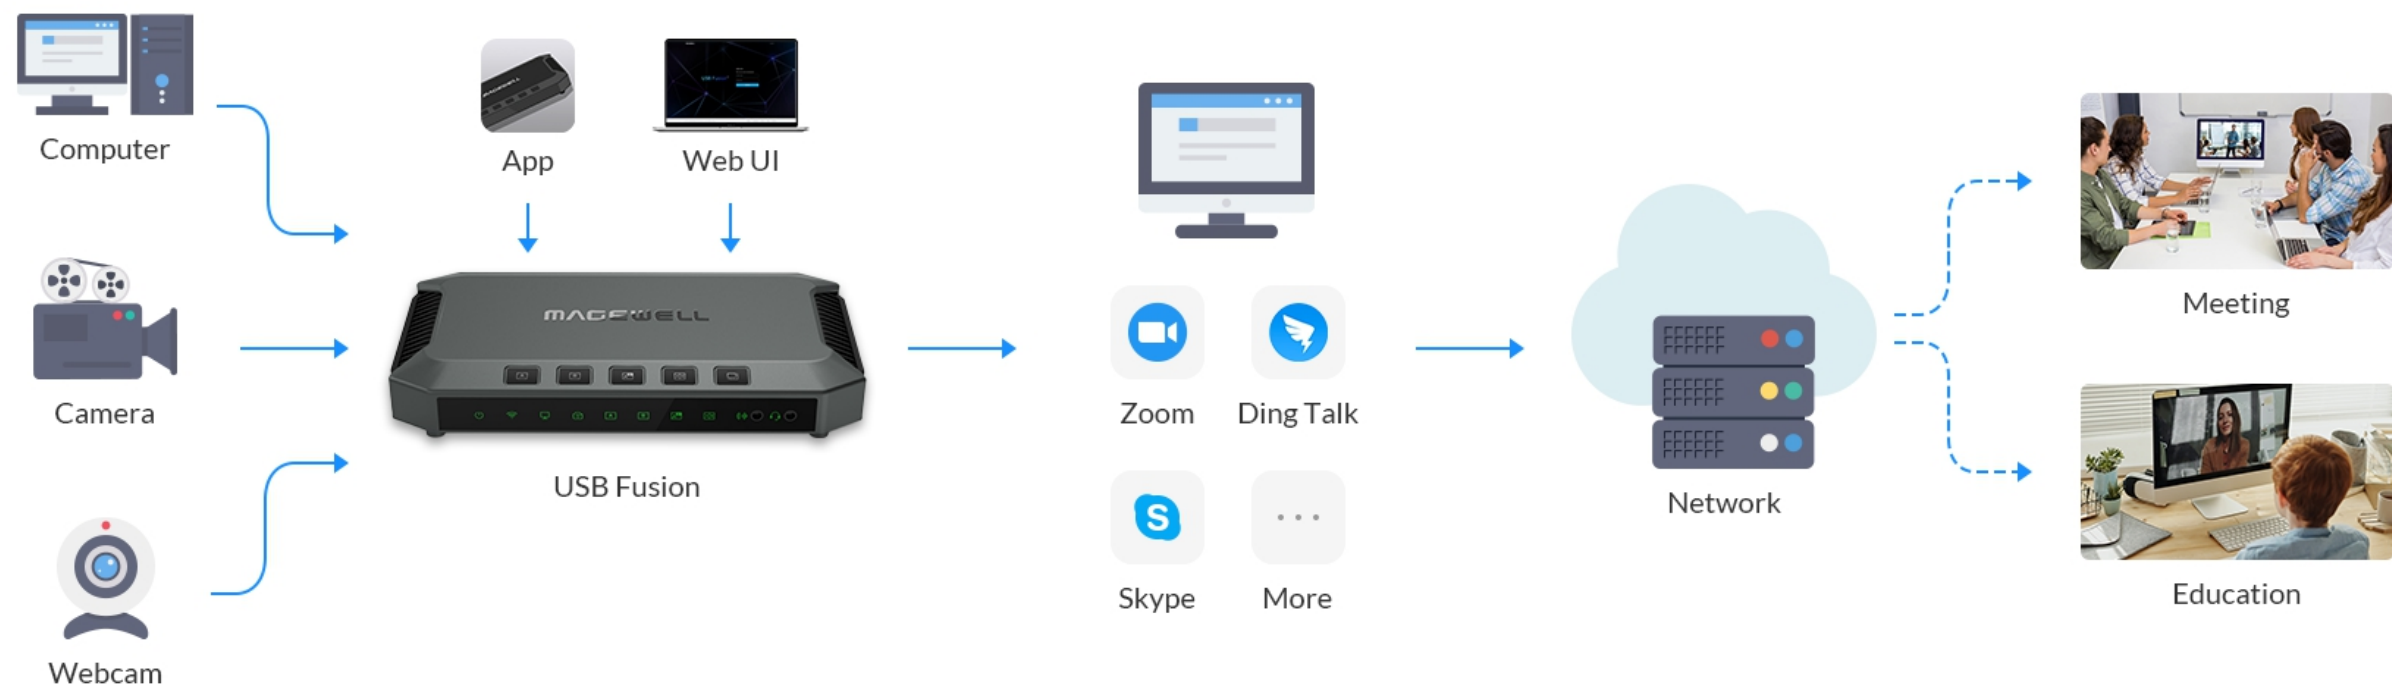 Computer
Camera
Webcam
App
Web UI
MAGEWELL
USB Fusion
Zoom
Ding Talk
Skype
More
Network
Meeting
Education